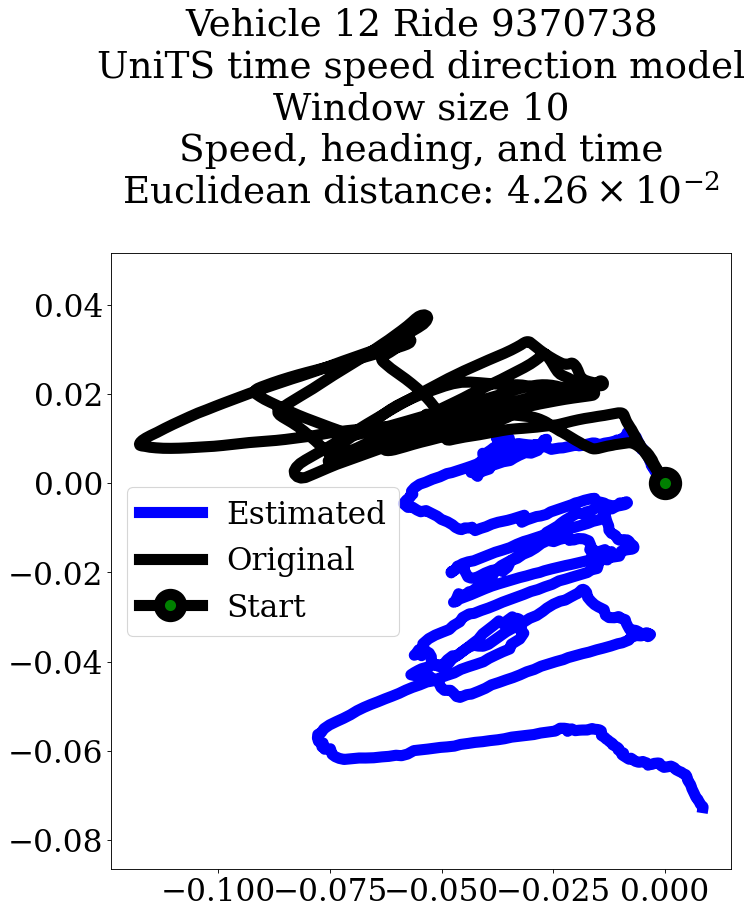 Vehicle 12 Ride 9370738
UniTS time speed direction model
Window size 10
Speed, heading, and time
Euclidean distance: 4.26 × 10⁻²
0.04
0.02
0.00
−0.02
−0.04
−0.06
−0.08
Estimated
Original
Start
−0.100 −0.075 −0.050 −0.025 0.000